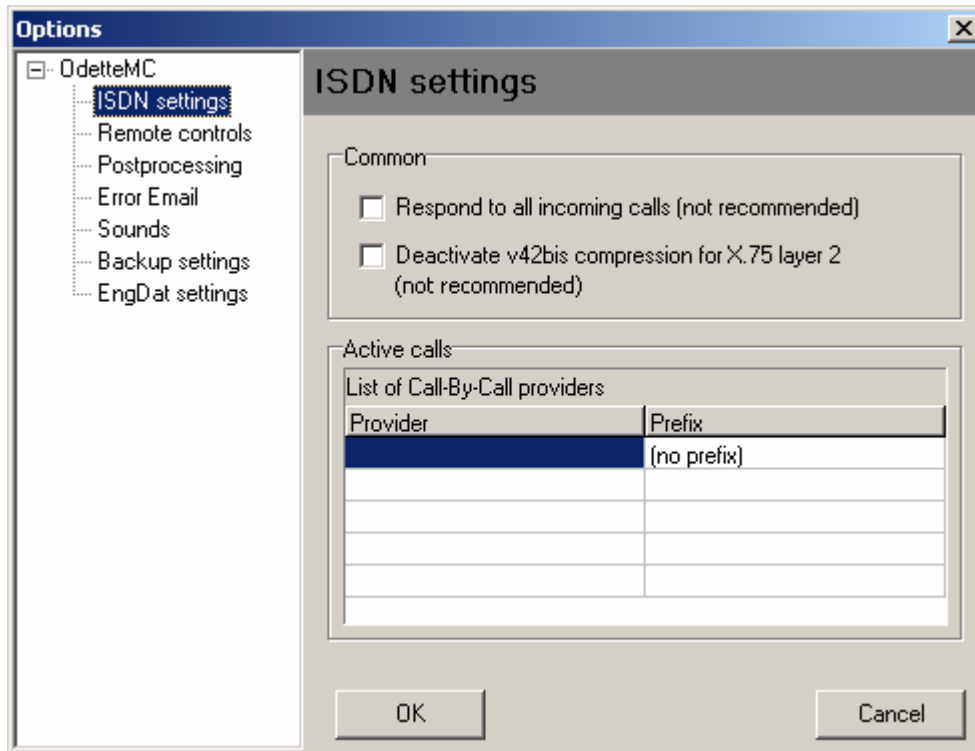 Options
OdetteMC
ISDN settings
Remote controls
Postprocessing
Error Email
Sounds
Backup settings
EngDat settings
ISDN settings
Common
Respond to all incoming calls (not recommended)
Deactivate v42bis compression for X.75 layer 2
(not recommended)
Active calls
List of Call-By-Call providers
Provider Prefix
(no prefix)
OK Cancel